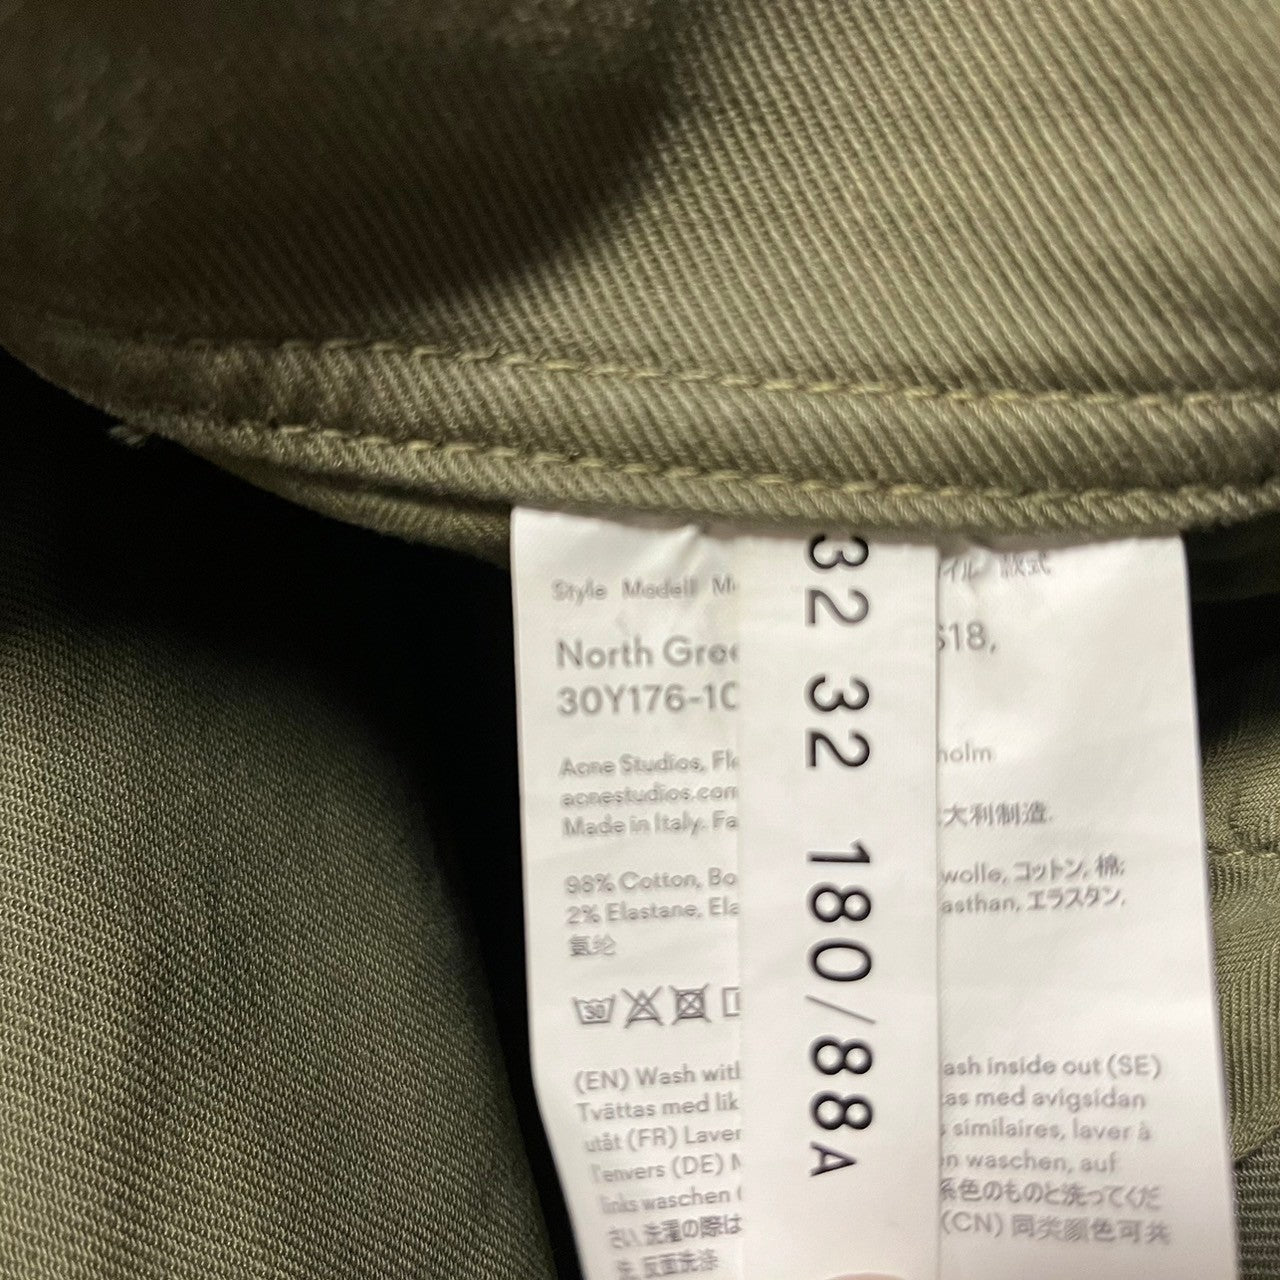 Style Modell
イル 款式
North Gree
S18,
30Y176-10
Acne Studios, Flo
holm
acnestudios.com
Made in Italy. Fa
大利制造.
98% Cotton, Bo
wolle, コットン, 棉;
2% Elastane, Ela
asthan, エラスタン,
氨纶
30
(EN) Wash with
ash inside out (SE)
Tvättas med lik
as med avigsidan
utåt (FR) Laver
similaires, laver à
l'envers (DE) M
n waschen, auf
links waschen (
系色のものと洗ってくだ
さい, 洗濯の際は
(CN) 同类颜色可共
洗, 反面洗涤
32 32 180/88A